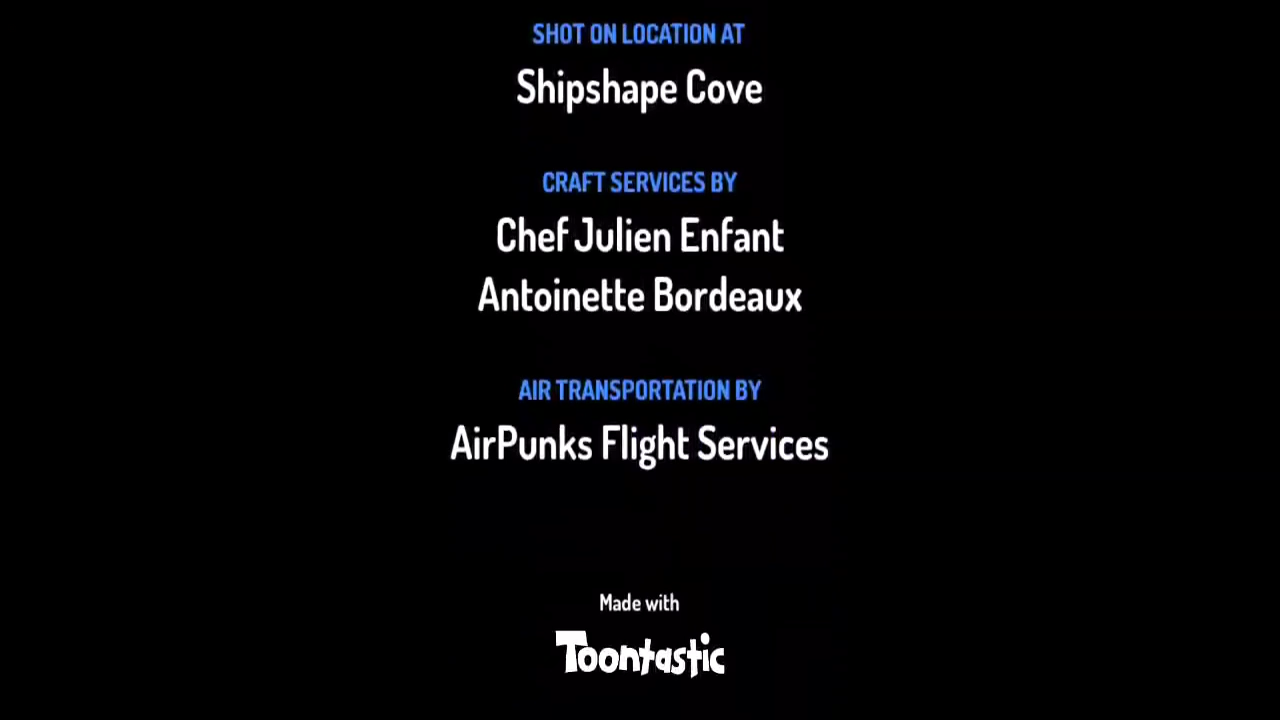 SHOT ON LOCATION AT
Shipshape Cove
CRAFT SERVICES BY
Chef Julien Enfant
Antoinette Bordeaux
AIR TRANSPORTATION BY
AirPunks Flight Services
Made with
Toontastic